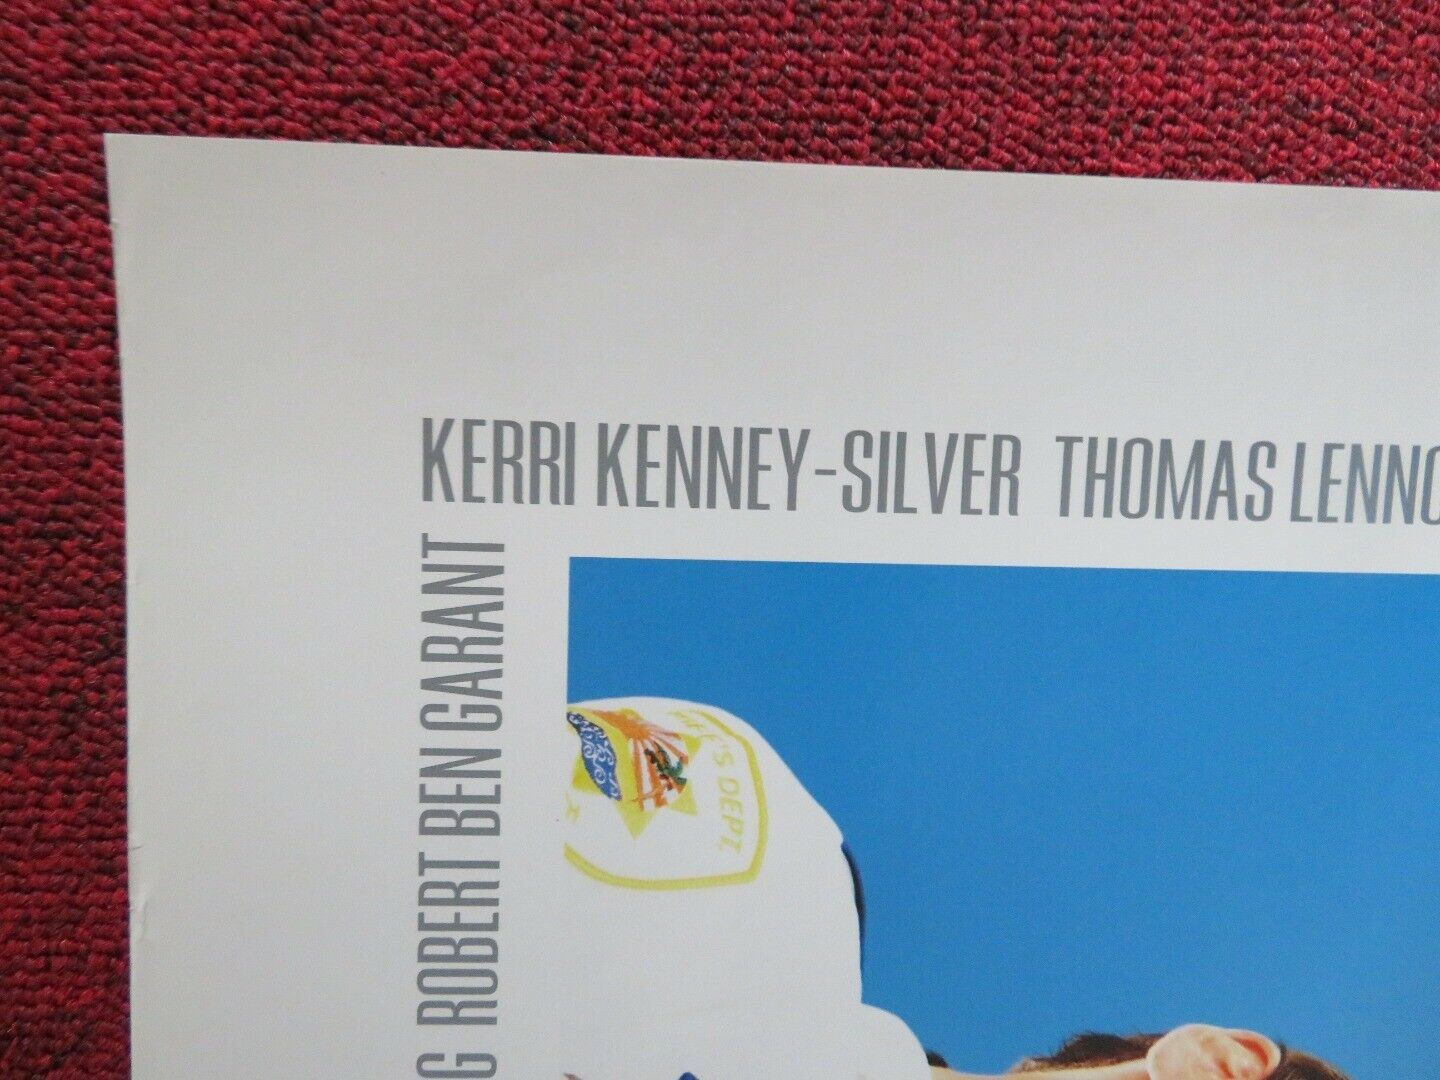 KERRI KENNEY-SILVER THOMAS LENNO
G ROBERT BEN GARANT
'S DEPT.